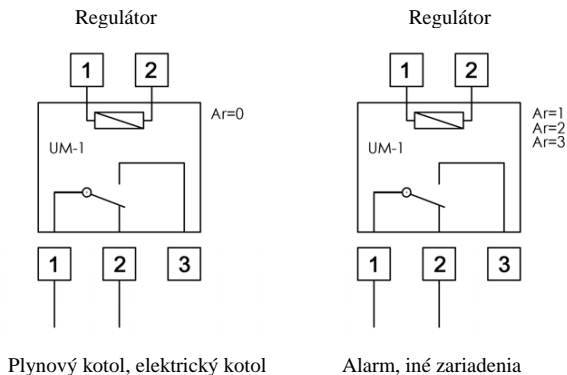 Regulátor
1 2
Ar=0
UM-1
1 2 3
Plynový kotol, elektrický kotol
Regulátor
1 2
Ar=1
Ar=2
Ar=3
UM-1
1 2 3
Alarm, iné zariadenia